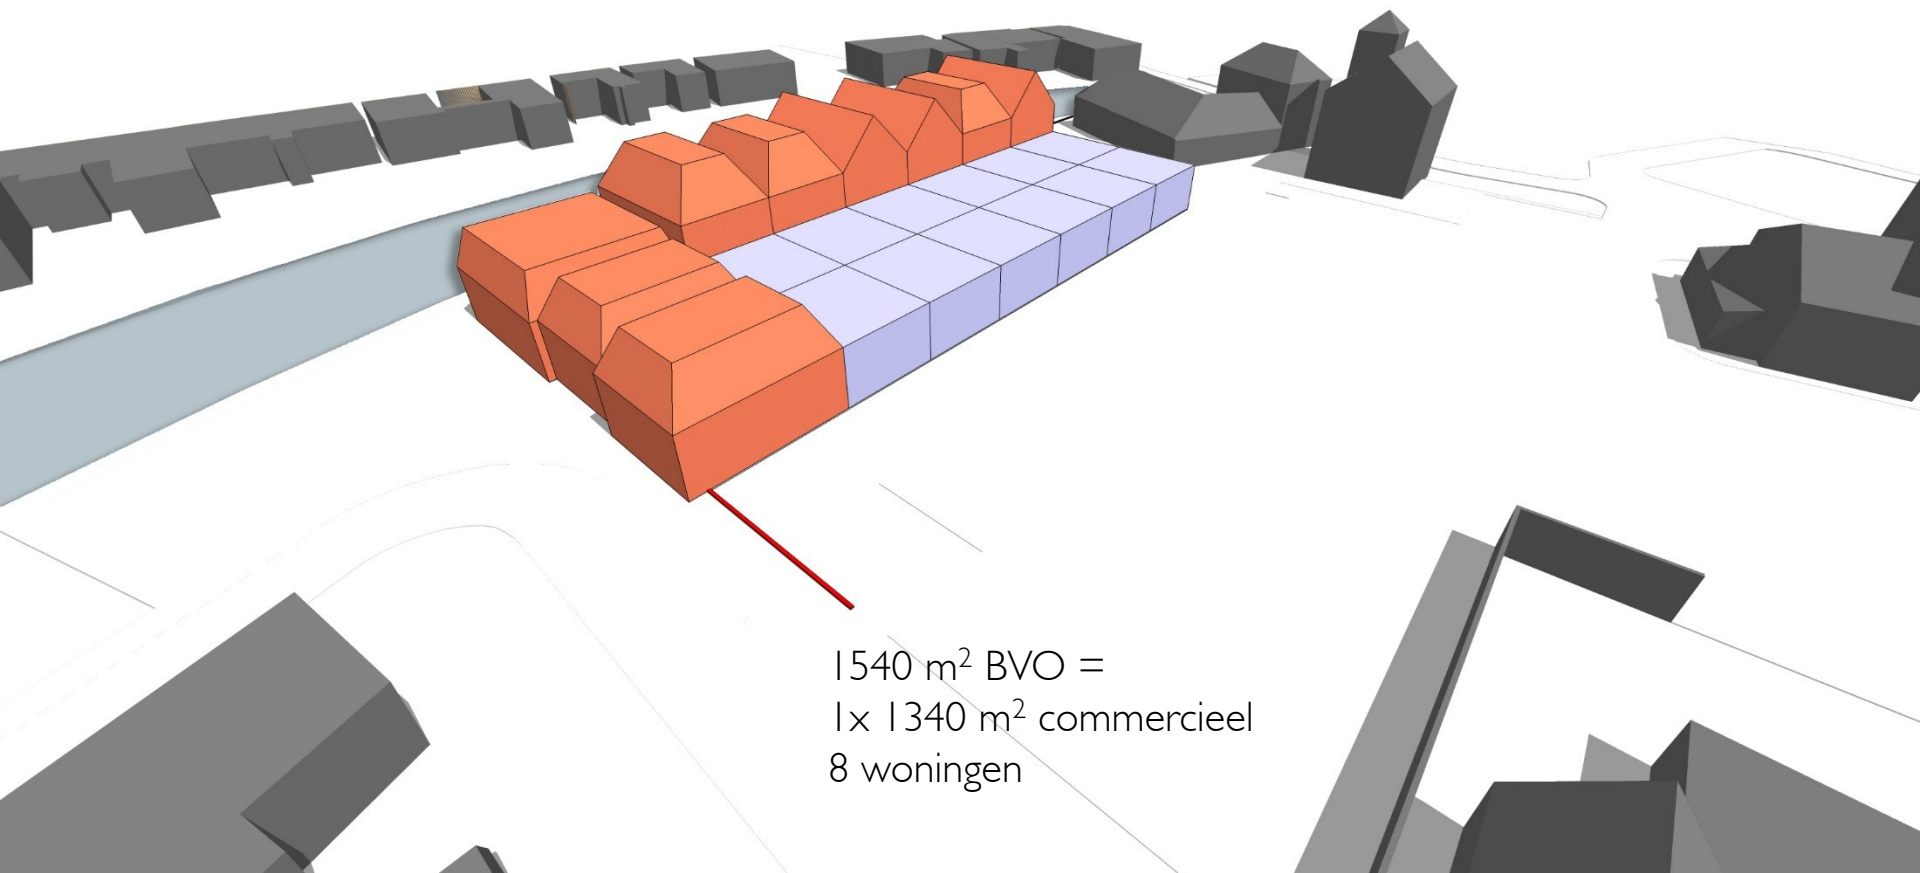 1540 m² BVO =
1x 1340 m² commercieel
8 woningen